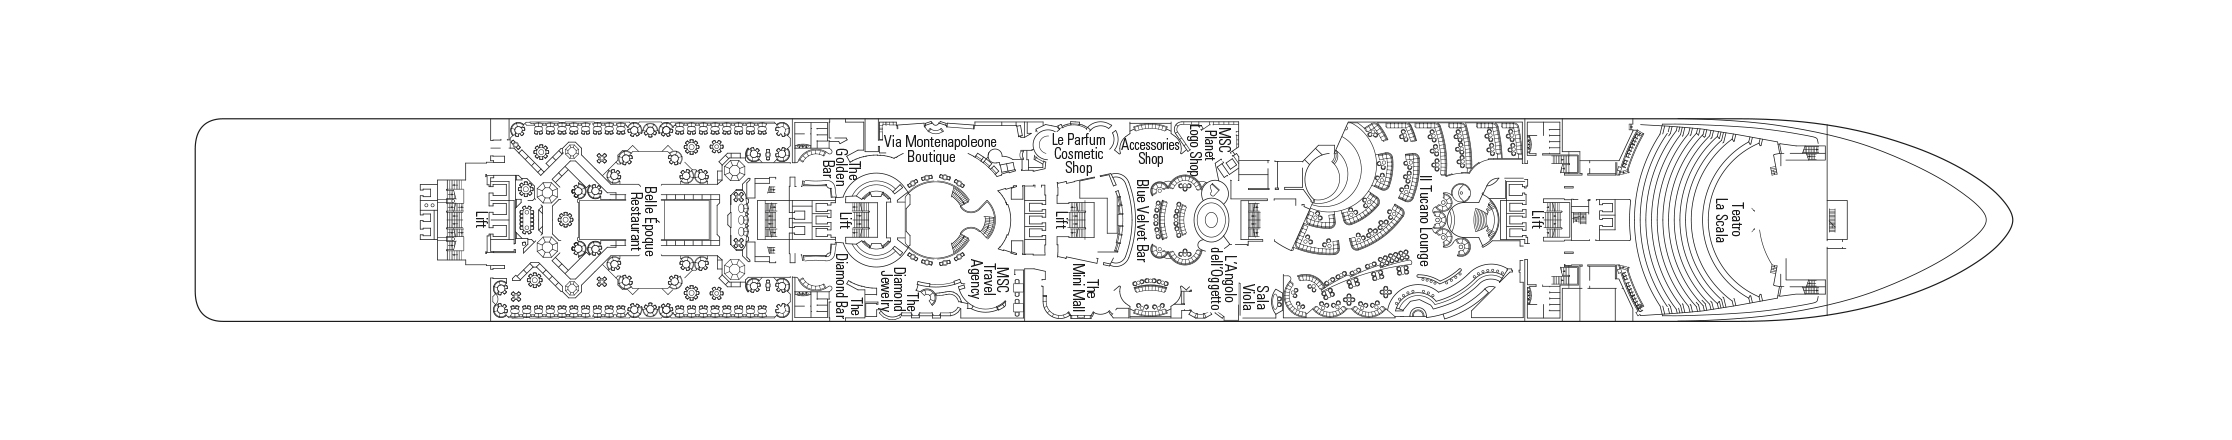 Lift
Belle Époque
Restaurant
The
Golden
Bar
Lift
The
Diamond Bar
Via Montenapoleone
Boutique
The
Diamond
Jewelry
MSC
Travel
Agency
Le Parfum
Cosmetic
Shop
Lift
The
Mini Mall
Accessories
Shop
Blue Velvet Bar
MSC
Planet
Logo Shop
L'Angolo
dell'Oggetto
Sala
Viola
Il Tucano Lounge
Lift
Teatro
La Scala